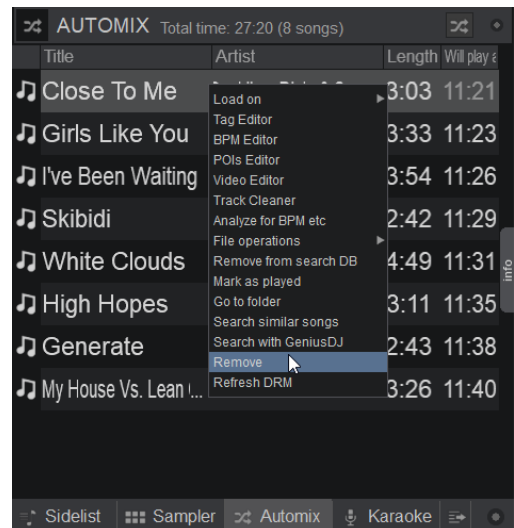 AUTOMIX Total time: 27:20 (8 songs)
Title Artist Length Will play
Close To Me 3:03 11:21
Girls Like You 3:33 11:23
I've Been Waiting 3:54 11:26
Skibidi 2:42 11:29
White Clouds 4:49 11:31
High Hopes 3:11 11:35
Generate 2:43 11:38
My House Vs. Lean ... 3:26 11:40
Load on
Tag Editor
BPM Editor
POIs Editor
Video Editor
Track Cleaner
Analyze for BPM etc
File operations
Remove from search DB
Mark as played
Go to folder
Search similar songs
Search with GeniusDJ
Remove
Refresh DRM
info
Sidelist Sampler Automix Karaoke